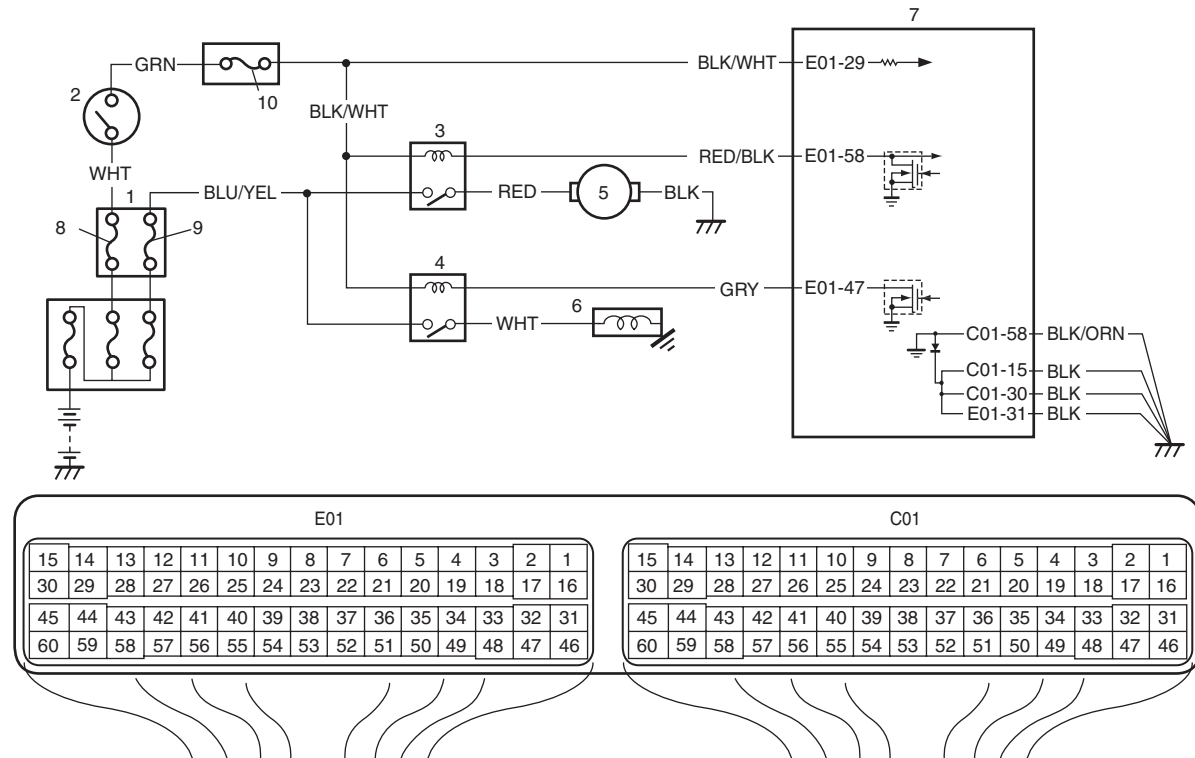 7
GRN
BLK/WHT
E01-29
2
10
BLK/WHT
3
RED/BLK
E01-58
WHT
1
BLU/YEL
RED
5
BLK
8
9
4
GRY
E01-47
6
WHT
C01-58
BLK/ORN
C01-15
BLK
C01-30
BLK
E01-31
BLK
E01
C01
15 14 13 12 11 10 9 8 7 6 5 4 3 2 1
30 29 28 27 26 25 24 23 22 21 20 19 18 17 16
45 44 43 42 41 40 39 38 37 36 35 34 33 32 31
60 59 58 57 56 55 54 53 52 51 50 49 48 47 46
15 14 13 12 11 10 9 8 7 6 5 4 3 2 1
30 29 28 27 26 25 24 23 22 21 20 19 18 17 16
45 44 43 42 41 40 39 38 37 36 35 34 33 32 31
60 59 58 57 56 55 54 53 52 51 50 49 48 47 46